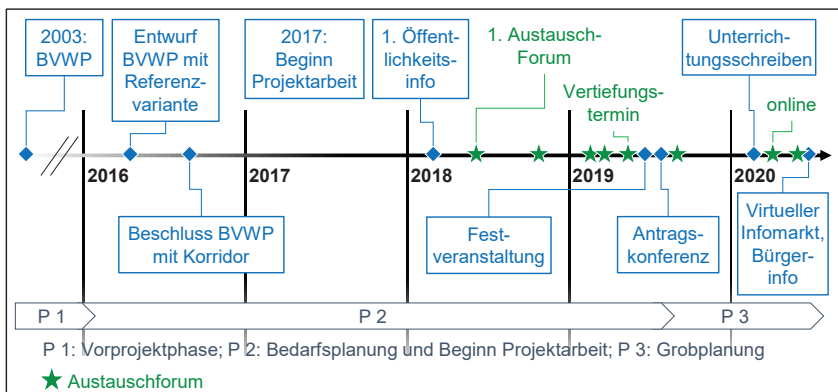 2003:
BVWP
Entwurf
BVWP mit
Referenz-
variante
2017:
Beginn
Projektarbeit
1. Öffent-
lichkeits-
info
1. Austausch-
Forum
Vertiefungs-
termin
Unterrich-
tungsschreiben
online
2016
2017
2018
2019
2020
Beschluss BVWP
mit Korridor
Fest-
veranstaltung
Antrags-
konferenz
Virtueller
Infomarkt,
Bürger-
info
P 1
P 2
P 3
P 1: Vorprojektphase; P 2: Bedarfsplanung und Beginn Projektarbeit; P 3: Grobplanung
Austauschforum